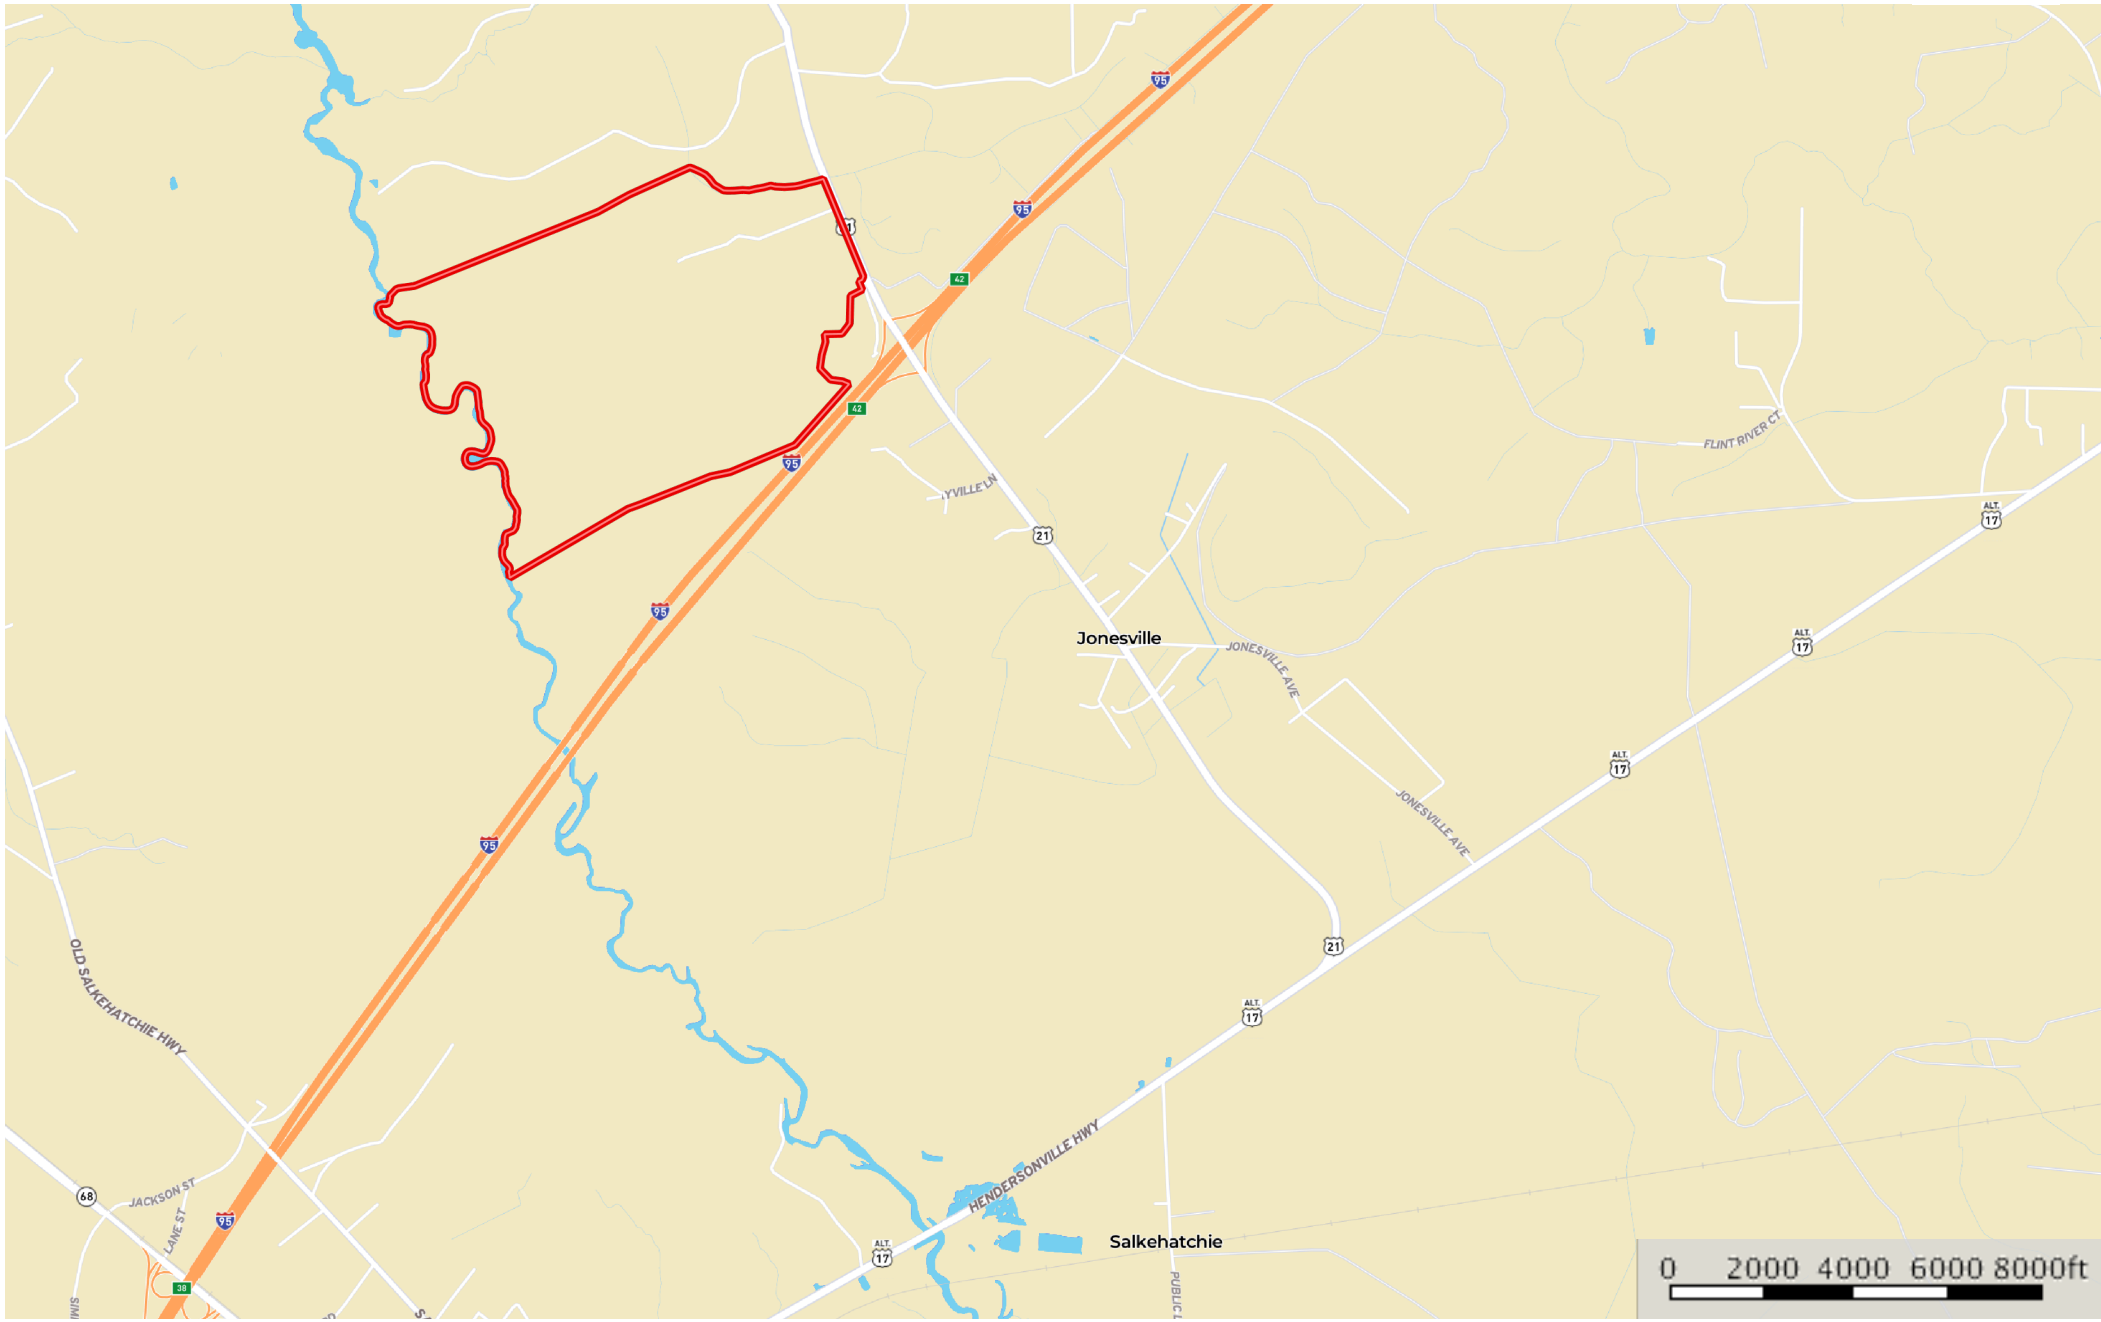 95
95
21
42
42
95
FLINT RIVER CT
YVILLE LN
ALT.
17
21
95
Jonesville
JONESVILLE AVE
ALT.
17
ALT.
17
JONESVILLE AVE
95
OLD SALKEHATCHIE HWY
21
ALT.
17
HENDERSONVILLE HWY
JACKSON ST
68
LANE ST
95
Salkehatchie
ALT.
17
38
PUBLIC L
SIM
0 2000 4000 6000 8000ft